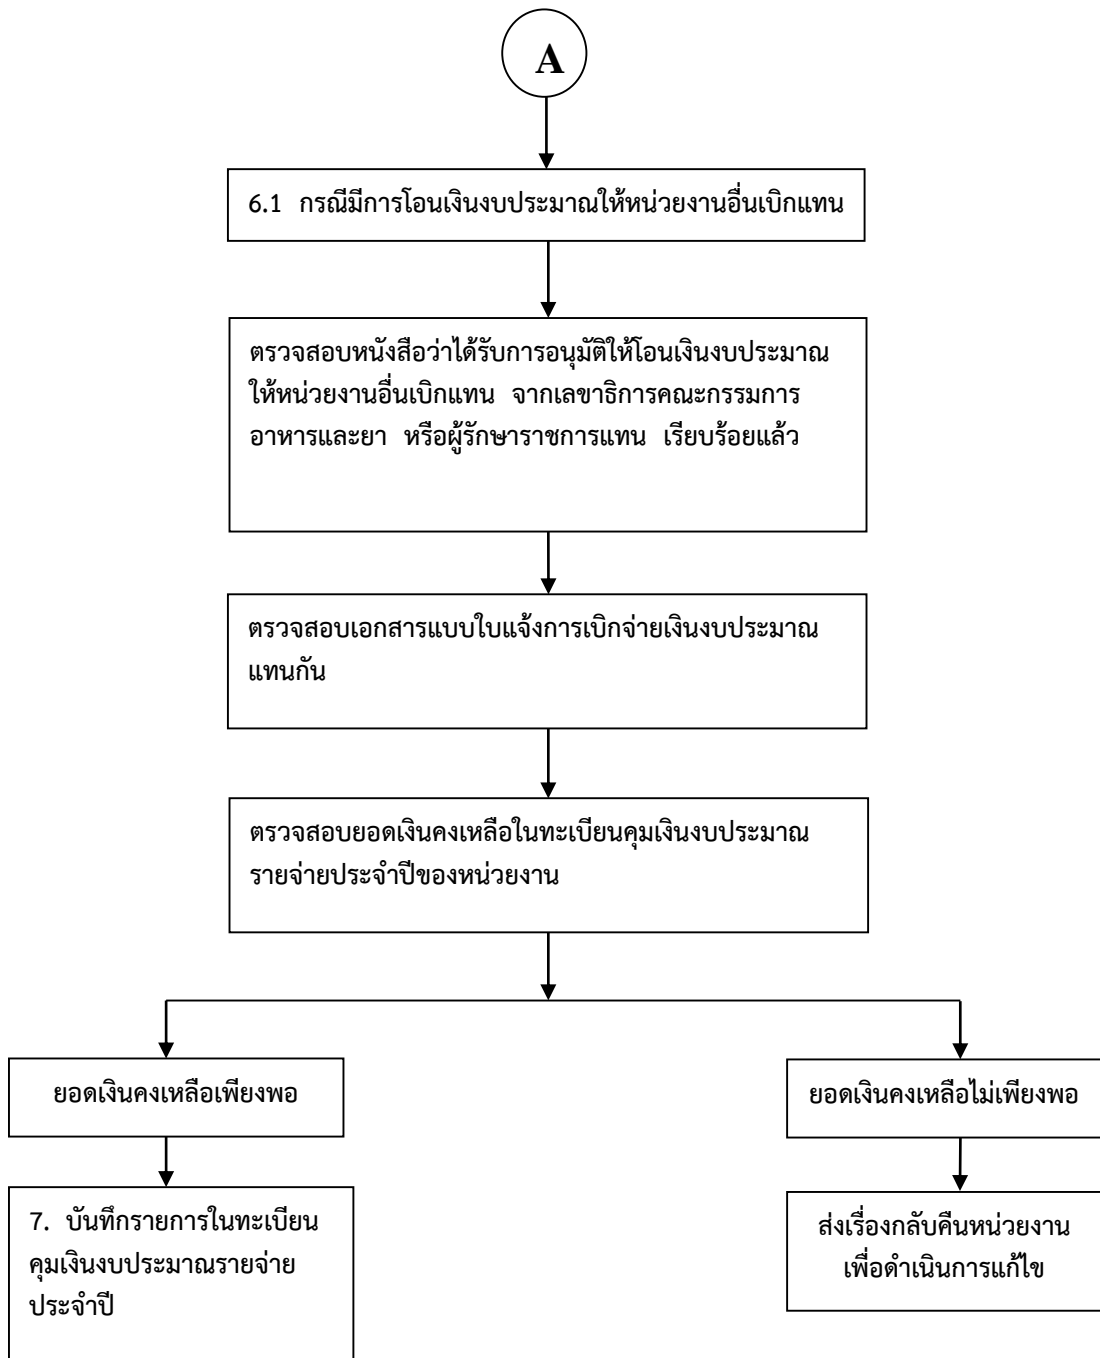 A
6.1 กรณีมีการโอนเงินงบประมาณให้หน่วยงานอื่นเบิกแทน
ตรวจสอบหนังสือว่าได้รับการอนุมัติให้โอนเงินงบประมาณ
ให้หน่วยงานอื่นเบิกแทน จากเลขาธิการคณะกรรมการ
อาหารและยา หรือผู้รักษาราชการแทน เรียบร้อยแล้ว
ตรวจสอบเอกสารแบบใบแจ้งการเบิกจ่ายเงินงบประมาณ
แทนกัน
ตรวจสอบยอดเงินคงเหลือในทะเบียนคุมเงินงบประมาณ
รายจ่ายประจำปีของหน่วยงาน
ยอดเงินคงเหลือเพียงพอ
ยอดเงินคงเหลือไม่เพียงพอ
7. บันทึกรายการในทะเบียน
คุมเงินงบประมาณรายจ่าย
ประจำปี
ส่งเรื่องกลับคืนหน่วยงาน
เพื่อดำเนินการแก้ไข